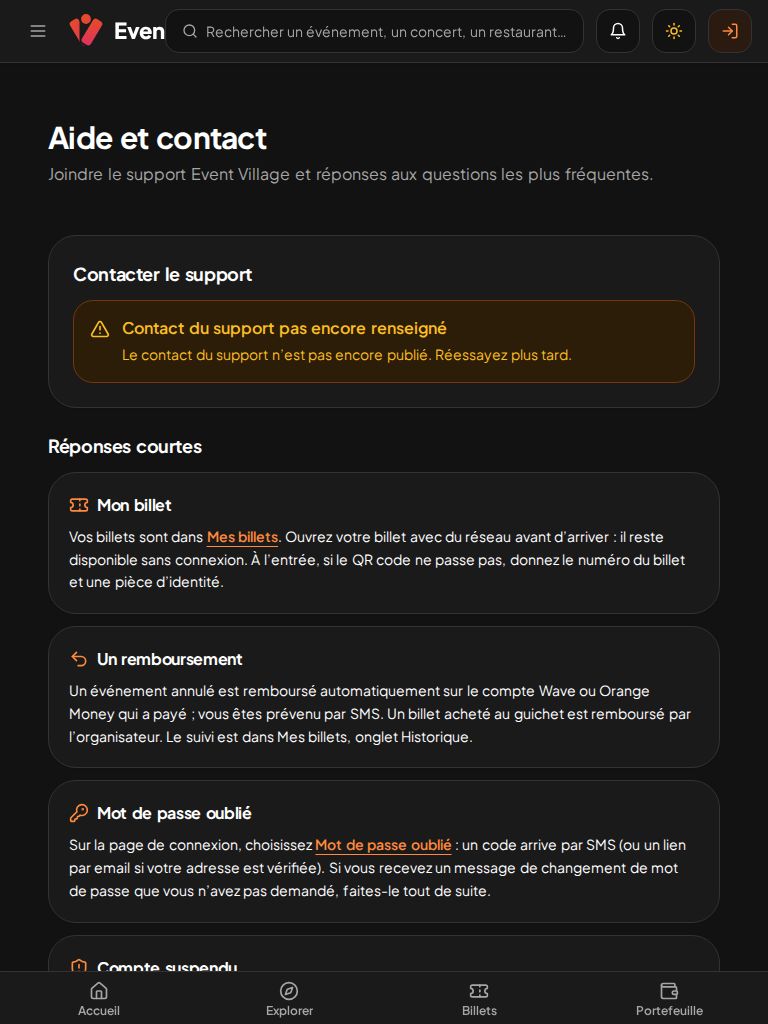 Even
Rechercher un événement, un concert, un restaurant…
Aide et contact
Joindre le support Event Village et réponses aux questions les plus fréquentes.
Contacter le support
Contact du support pas encore renseigné
Le contact du support n’est pas encore publié. Réessayez plus tard.
Réponses courtes
Mon billet
Vos billets sont dans Mes billets. Ouvrez votre billet avec du réseau avant d’arriver : il reste
disponible sans connexion. À l’entrée, si le QR code ne passe pas, donnez le numéro du billet
et une pièce d’identité.
Un remboursement
Un événement annulé est remboursé automatiquement sur le compte Wave ou Orange
Money qui a payé ; vous êtes prévenu par SMS. Un billet acheté au guichet est remboursé par
l’organisateur. Le suivi est dans Mes billets, onglet Historique.
Mot de passe oublié
Sur la page de connexion, choisissez Mot de passe oublié : un code arrive par SMS (ou un lien
par email si votre adresse est vérifiée). Si vous recevez un message de changement de mot
de passe que vous n’avez pas demandé, faites-le tout de suite.
Compte suspendu
Accueil
Explorer
Billets
Portefeuille